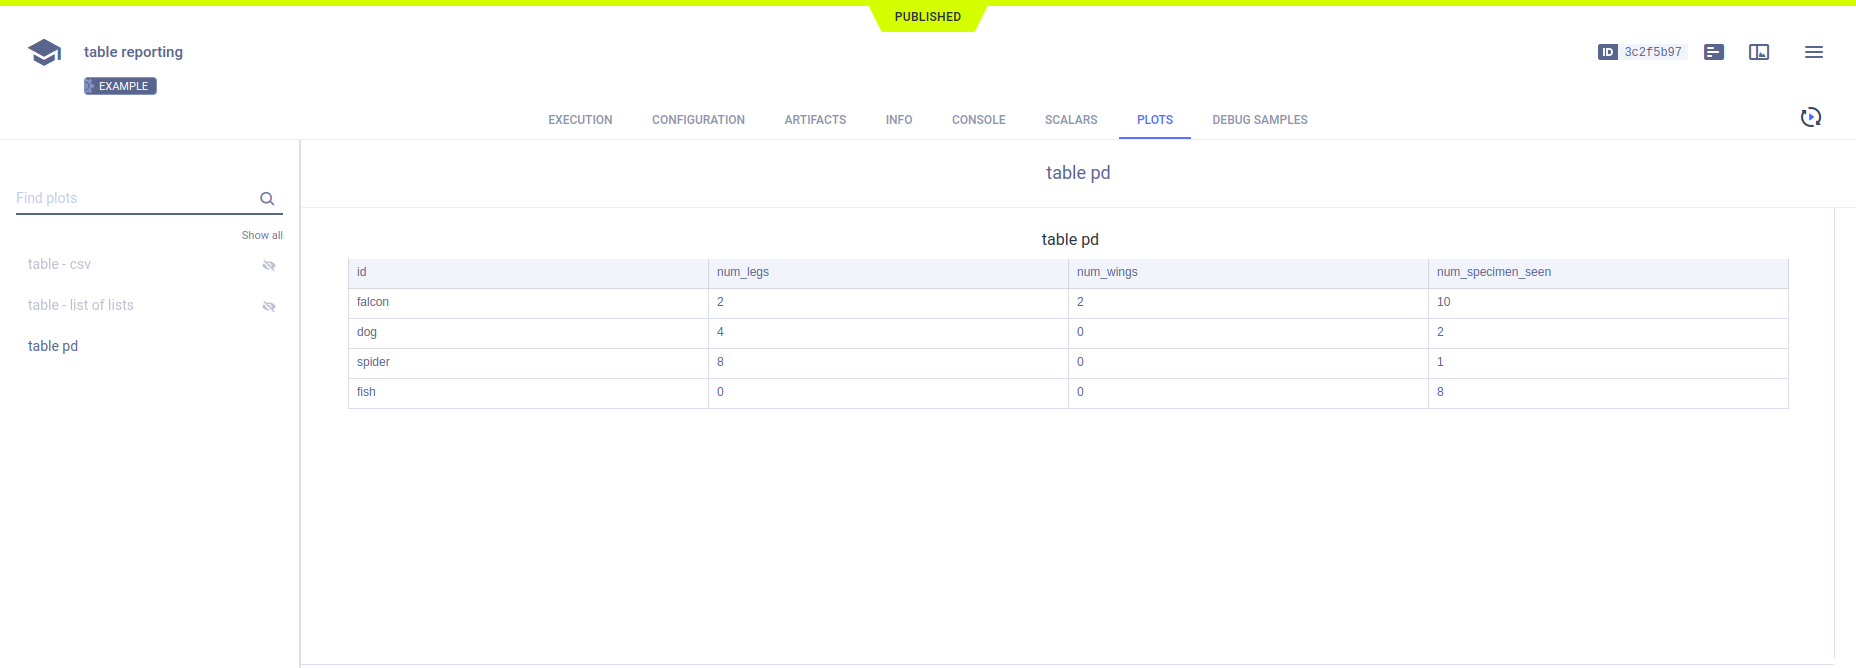 PUBLISHED
table reporting
ID 3c2f5b97
EXAMPLE
EXECUTION CONFIGURATION ARTIFACTS INFO CONSOLE SCALARS PLOTS DEBUG SAMPLES
Find plots
Show all
table - csv
table - list of lists
table pd
table pd
table pd
id num_legs num_wings num_specimen_seen
falcon 2 2 10
dog 4 0 2
spider 8 0 1
fish 0 0 8